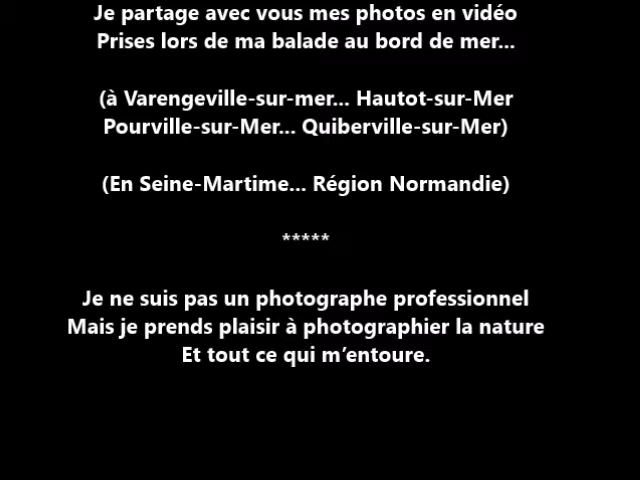 Je partage avec vous mes photos en vidéo
Prises lors de ma balade au bord de mer...
(à Varengeville-sur-mer... Hautot-sur-Mer
Pourville-sur-Mer... Quiberville-sur-Mer)
(En Seine-Martime... Région Normandie)
*****
Je ne suis pas un photographe professionnel
Mais je prends plaisir à photographier la nature
Et tout ce qui m’entoure.